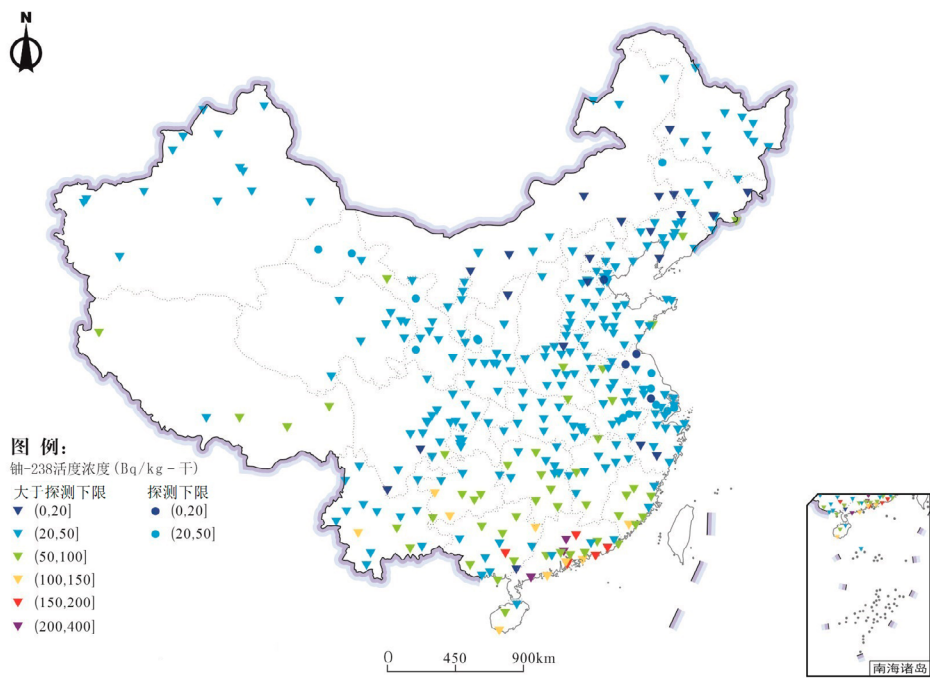 N
图 例:
铀-238活度浓度(Bq/kg-干)
大于探测下限 探测下限
(0,20] (0,20]
(20,50] (20,50]
(50,100]
(100,150]
(150,200]
(200,400]
0 450 900km
南海诸岛